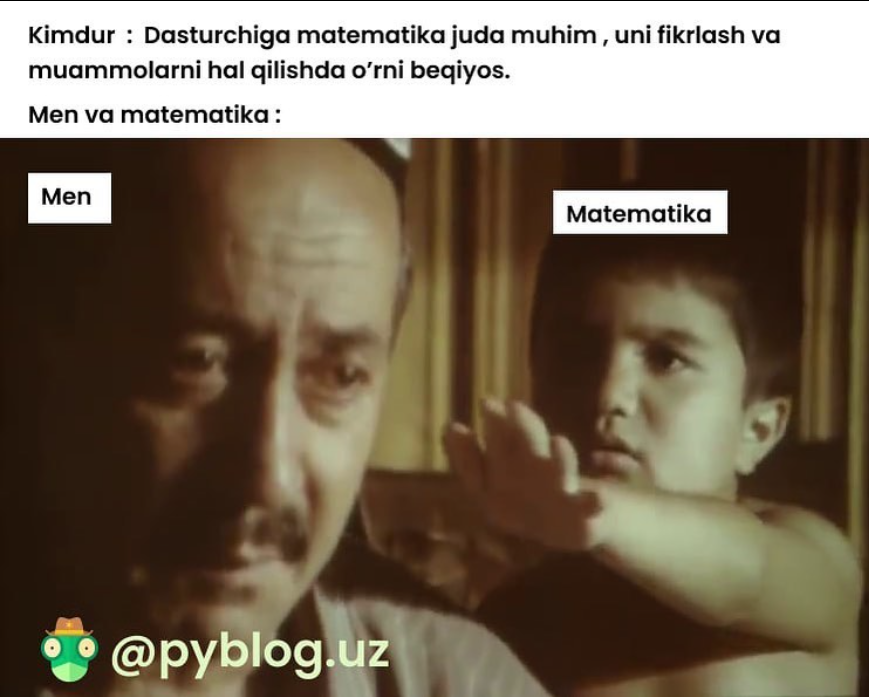 Kimdur : Dasturchiga matematika juda muhim , uni fikrlash va
muammolarni hal qilishda o’rni beqiyos.
Men va matematika :
Men
Matematika
@pyblog.uz